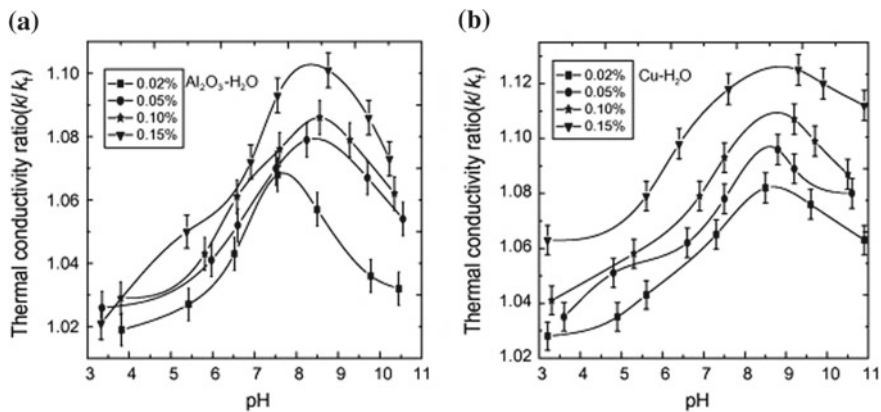 (a)
1.10
1.08
1.06
1.04
1.02
Thermal conductivity ratio(k/kf)
0.02% Al₂O₃-H₂O
0.05%
0.10%
0.15%
3 4 5 6 7 8 9 10 11
pH
(b)
1.12
1.10
1.08
1.06
1.04
1.02
Thermal conductivity ratio(k/kf)
0.02% Cu-H₂O
0.05%
0.10%
0.15%
3 4 5 6 7 8 9 10 11
pH